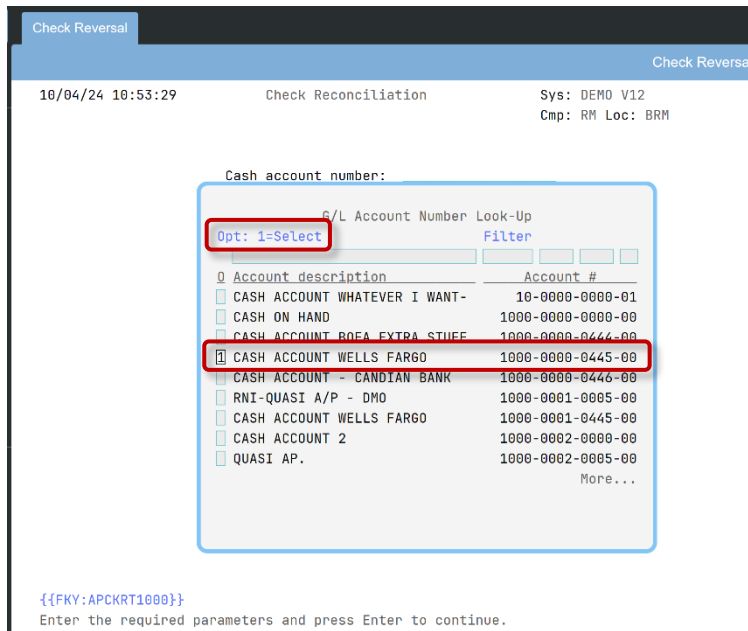 Check Reversal
Check Reversa
10/04/24 10:53:29 Check Reconciliation Sys: DEMO V12
Cmp: RM Loc: BRM
Cash account number:
G/L Account Number Look-Up
Opt: 1=Select Filter
O Account description Account #
CASH ACCOUNT WHATEVER I WANT- 10-0000-0000-01
CASH ON HAND 1000-0000-0000-00
CASH ACCOUNT BOFA EXTRA STUFF 1000-0000-0444-00
1 CASH ACCOUNT WELLS FARGO 1000-0000-0445-00
CASH ACCOUNT - CANDIAN BANK 1000-0000-0446-00
RNI-QUASI A/P - DMO 1000-0001-0005-00
CASH ACCOUNT WELLS FARGO 1000-0001-0445-00
CASH ACCOUNT 2 1000-0002-0000-00
QUASI AP. 1000-0002-0005-00
More...
{{FKY:APCKRT1000}}
Enter the required parameters and press Enter to continue.